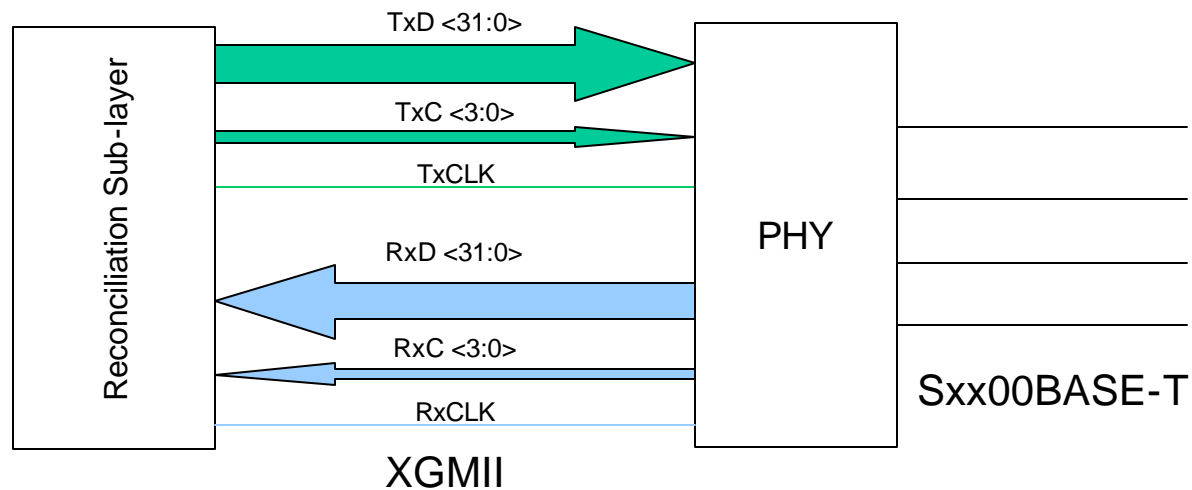 Reconciliation Sub-layer
TxD <31:0>
TxC <3:0>
TxCLK
RxD <31:0>
RxC <3:0>
RxCLK
XGMII
PHY
Sxx00BASE-T